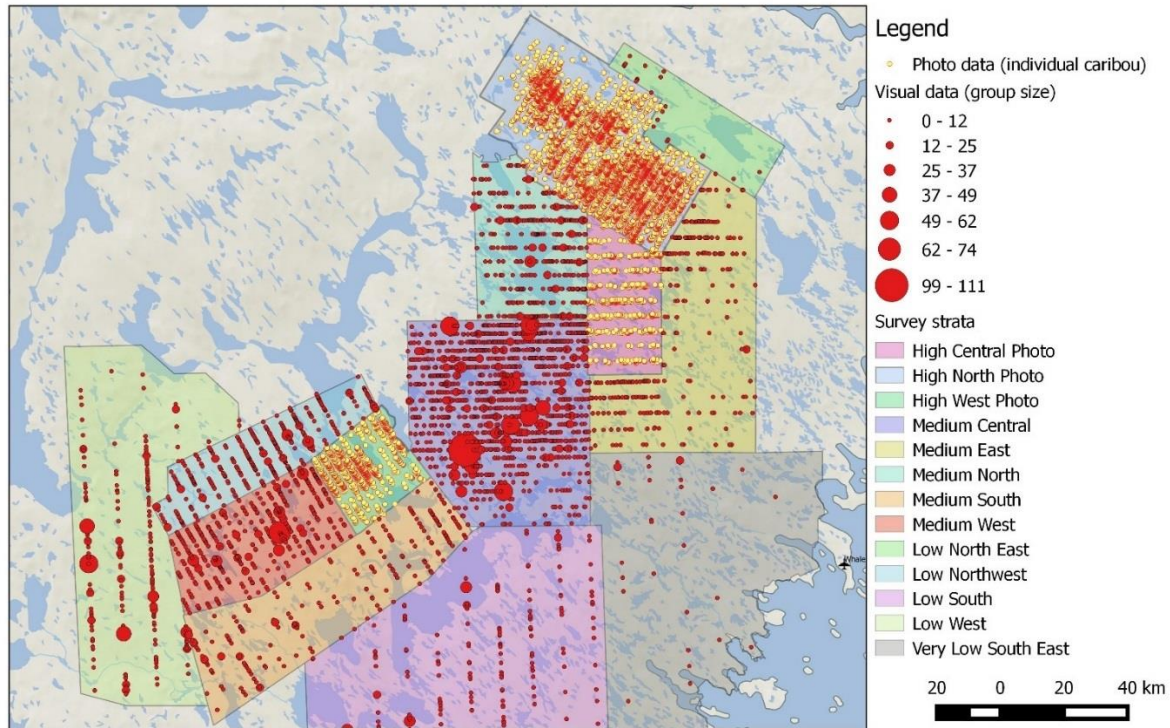 Legend
Photo data (individual caribou)
Visual data (group size)
0 - 12
12 - 25
25 - 37
37 - 49
49 - 62
62 - 74
99 - 111
Survey strata
High Central Photo
High North Photo
High West Photo
Medium Central
Medium East
Medium North
Medium South
Medium West
Low North East
Low Northwest
Low South
Low West
Very Low South East
Whale
20 0 20 40 km